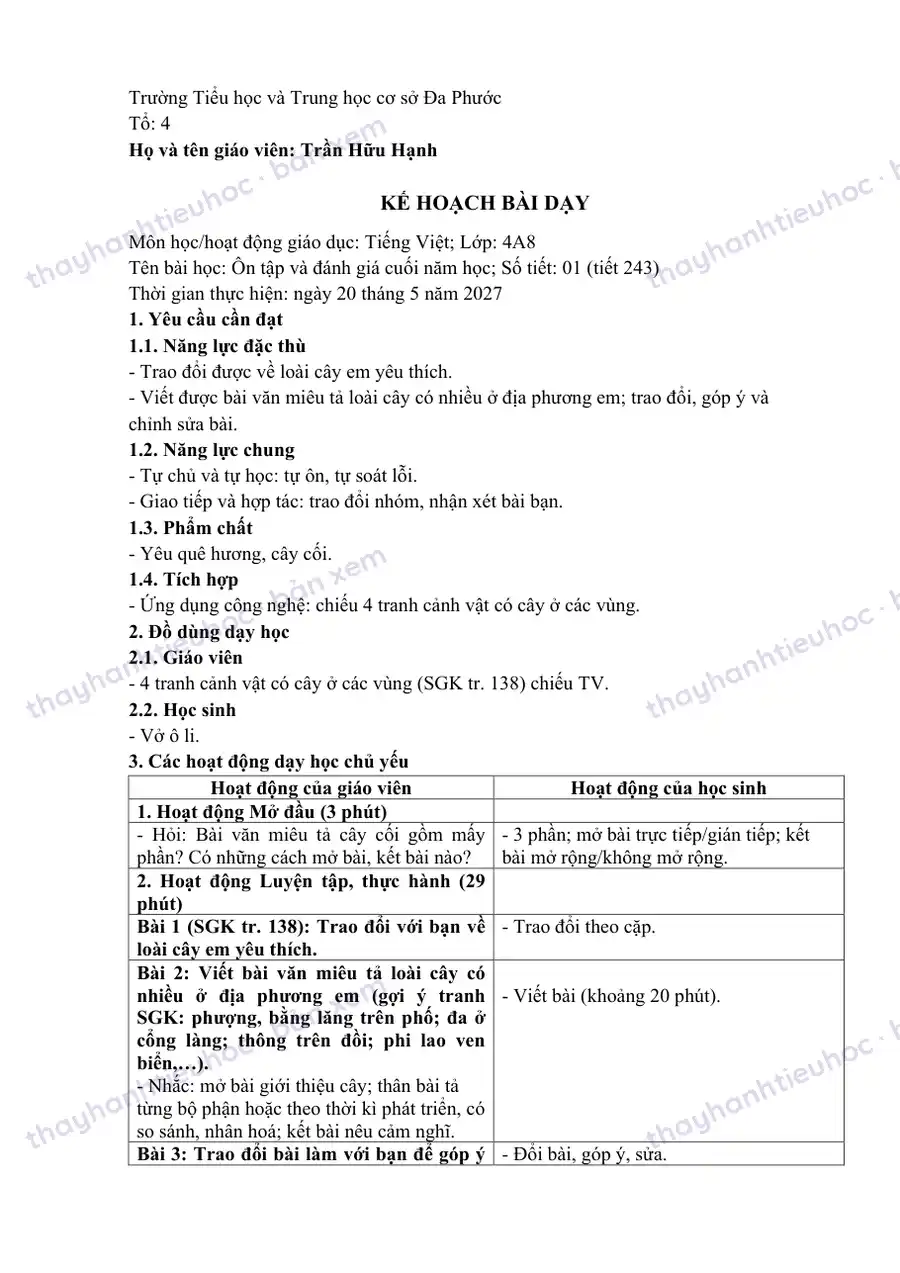 Trường Tiểu học và Trung học cơ sở Đa Phước
Tổ: 4
Họ và tên giáo viên: Trần Hữu Hạnh
KẾ HOẠCH BÀI DẠY
Môn học/hoạt động giáo dục: Tiếng Việt; Lớp: 4A8
Tên bài học: Ôn tập và đánh giá cuối năm học; Số tiết: 01 (tiết 243)
Thời gian thực hiện: ngày 20 tháng 5 năm 2027
1. Yêu cầu cần đạt
1.1. Năng lực đặc thù
- Trao đổi được về loài cây em yêu thích.
- Viết được bài văn miêu tả loài cây có nhiều ở địa phương em; trao đổi, góp ý và
chỉnh sửa bài.
1.2. Năng lực chung
- Tự chủ và tự học: tự ôn, tự soát lỗi.
- Giao tiếp và hợp tác: trao đổi nhóm, nhận xét bài bạn.
1.3. Phẩm chất
- Yêu quê hương, cây cối.
1.4. Tích hợp
- Ứng dụng công nghệ: chiếu 4 tranh cảnh vật có cây ở các vùng.
2. Đồ dùng dạy học
2.1. Giáo viên
- 4 tranh cảnh vật có cây ở các vùng (SGK tr. 138) chiếu TV.
2.2. Học sinh
- Vở ô li.
3. Các hoạt động dạy học chủ yếu
Hoạt động của giáo viên
Hoạt động của học sinh
1. Hoạt động Mở đầu (3 phút)
- Hỏi: Bài văn miêu tả cây cối gồm mấy
phần? Có những cách mở bài, kết bài nào?
- 3 phần; mở bài trực tiếp/gián tiếp; kết
bài mở rộng/không mở rộng.
2. Hoạt động Luyện tập, thực hành (29
phút)
Bài 1 (SGK tr. 138): Trao đổi với bạn về
loài cây em yêu thích.
- Trao đổi theo cặp.
Bài 2: Viết bài văn miêu tả loài cây có
nhiều ở địa phương em (gợi ý tranh
SGK: phượng, bằng lăng trên phố; đa ở
cổng làng; thông trên đồi; phi lao ven
biển,…).
- Nhắc: mở bài giới thiệu cây; thân bài tả
từng bộ phận hoặc theo thời kì phát triển, có
so sánh, nhân hoá; kết bài nêu cảm nghĩ.
- Viết bài (khoảng 20 phút).
Bài 3: Trao đổi bài làm với bạn để góp ý
- Đổi bài, góp ý, sửa.
thayhanhtieuhoc · bản xem
thayhanhtieuhoc · b
thayhanhtieuhoc · bản xem
thayhanhtieuhoc · b
thayhanhtieuhoc · bản xem
thayhanhtieuhoc · b